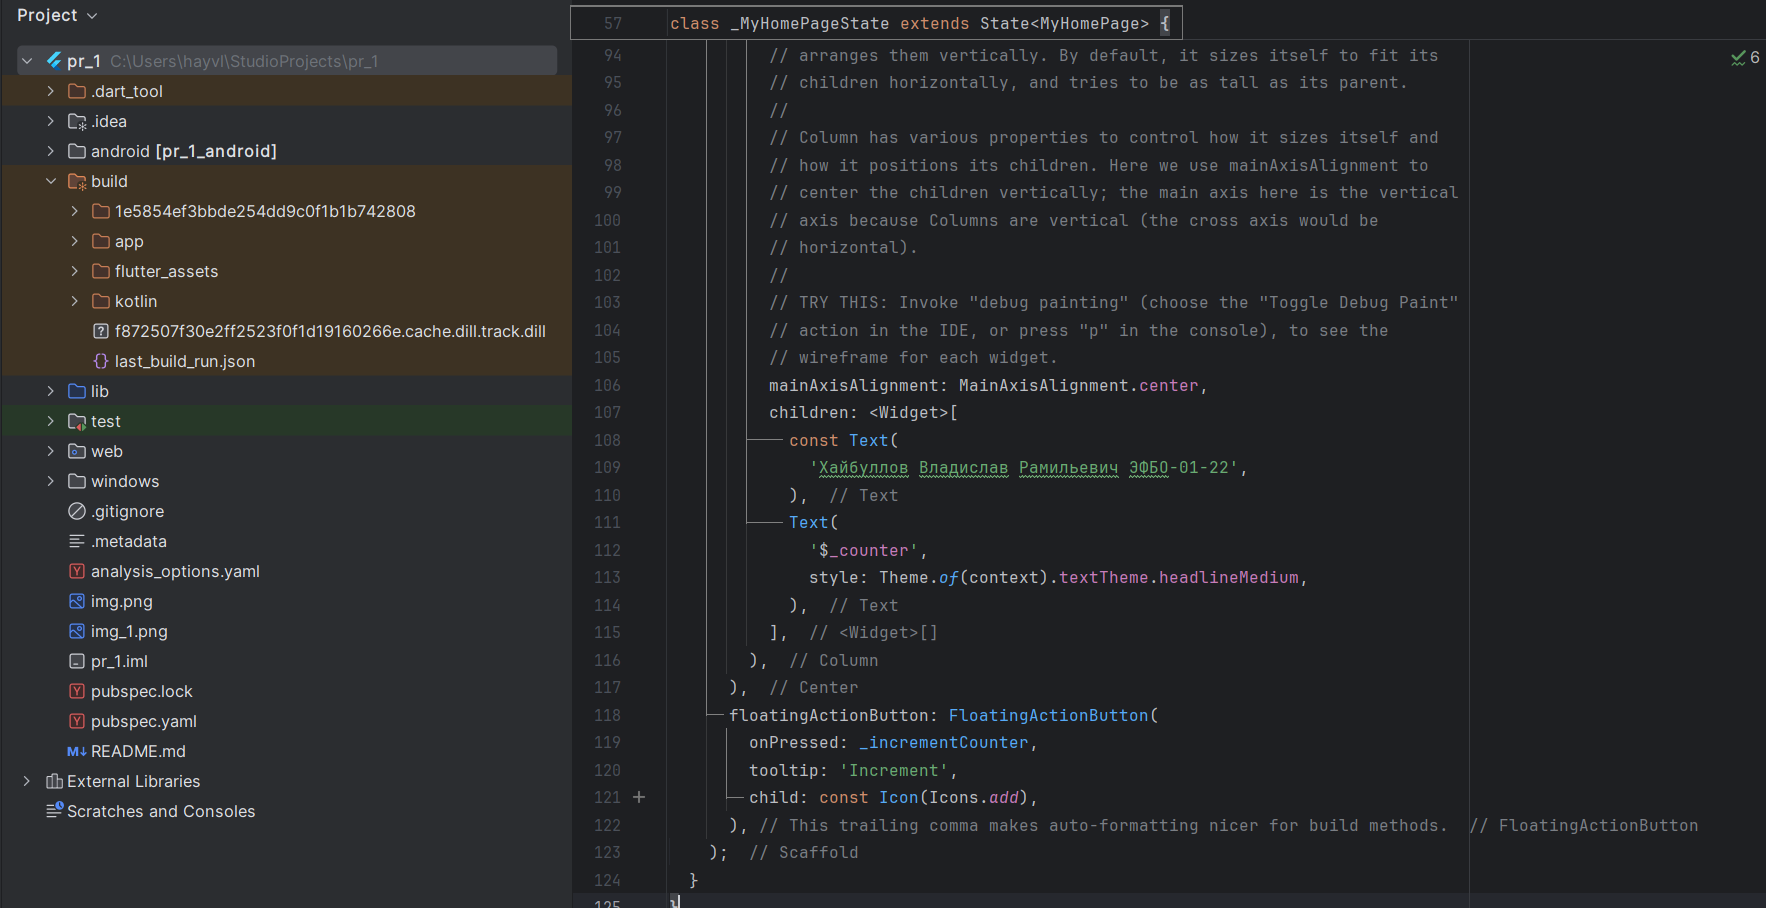 Project
pr_1 C:\Users\hayvl\StudioProjects\pr_1
.dart_tool
.idea
android [pr_1_android]
build
1e5854ef3bbde254dd9c0f1b1b742808
app
flutter_assets
kotlin
f872507f30e2ff2523f0f1d19160266e.cache.dill.track.dill
last_build_run.json
lib
test
web
windows
.gitignore
.metadata
analysis_options.yaml
img.png
img_1.png
pr_1.iml
pubspec.lock
pubspec.yaml
README.md
External Libraries
Scratches and Consoles
57 class _MyHomePageState extends State<MyHomePage> {
6
94 // arranges them vertically. By default, it sizes itself to fit its
95 // children horizontally, and tries to be as tall as its parent.
96 //
97 // Column has various properties to control how it sizes itself and
98 // how it positions its children. Here we use mainAxisAlignment to
99 // center the children vertically; the main axis here is the vertical
100 // axis because Columns are vertical (the cross axis would be
101 // horizontal).
102 //
103 // TRY THIS: Invoke "debug painting" (choose the "Toggle Debug Paint"
104 // action in the IDE, or press "p" in the console), to see the
105 // wireframe for each widget.
106 mainAxisAlignment: MainAxisAlignment.center,
107 children: <Widget>[
108 const Text(
109 'Хайбуллов Владислав Рамильевич ЭФБО-01-22',
110 ), // Text
111 Text(
112 '$_counter',
113 style: Theme.of(context).textTheme.headlineMedium,
114 ), // Text
115 ], // <Widget>[]
116 ), // Column
117 ), // Center
118 floatingActionButton: FloatingActionButton(
119 onPressed: _incrementCounter,
120 tooltip: 'Increment',
121 child: const Icon(Icons.add),
122 ), // This trailing comma makes auto-formatting nicer for build methods. // FloatingActionButton
123 ); // Scaffold
124 }
125 }